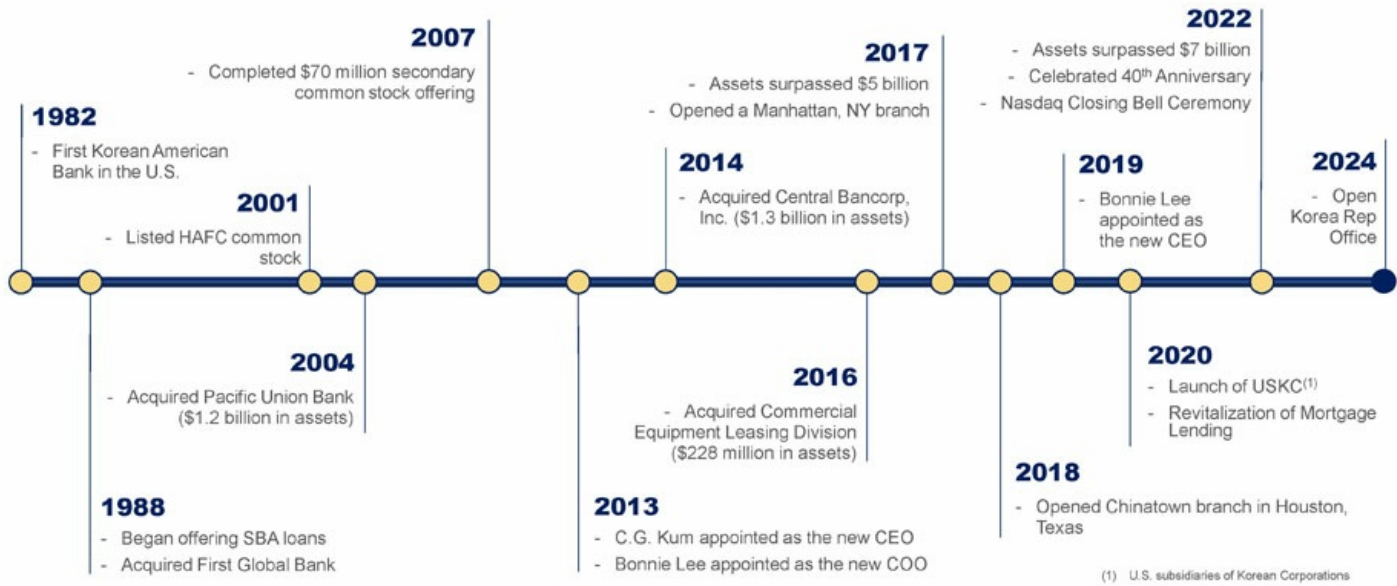 1982
- First Korean American
Bank in the U.S.
1988
- Began offering SBA loans
- Acquired First Global Bank
2001
- Listed HAFC common
stock
2004
- Acquired Pacific Union Bank
($1.2 billion in assets)
2007
- Completed $70 million secondary
common stock offering
2013
- C.G. Kum appointed as the new CEO
- Bonnie Lee appointed as the new COO
2014
- Acquired Central Bancorp,
Inc. ($1.3 billion in assets)
2016
- Acquired Commercial
Equipment Leasing Division
($228 million in assets)
2017
- Assets surpassed $5 billion
- Opened a Manhattan, NY branch
2018
- Opened Chinatown branch in Houston,
Texas
2019
- Bonnie Lee
appointed as
the new CEO
2020
- Launch of USKC(1)
- Revitalization of Mortgage
Lending
2022
- Assets surpassed $7 billion
- Celebrated 40th Anniversary
- Nasdaq Closing Bell Ceremony
2024
- Open
Korea Rep
Office
(1) U.S. subsidiaries of Korean Corporations